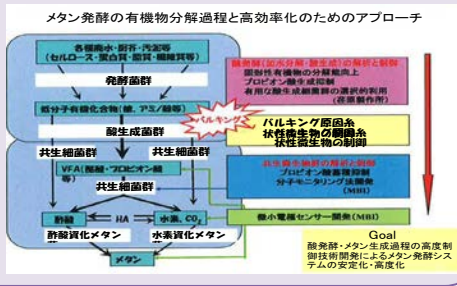 メタン発酵の有機物分解過程と高効率化のためのアプローチ
各種廃水・厨芥・汚泥等
(セルロース・蛋白質・脂質・繊維質等)
発酵菌群
低分子有機化合物(糖、アミノ酸等)
酸生成菌群
バルキング
共生細菌群
共生細菌群
VFA(酪酸・プロピオン酸
等)
共生細菌群
酢酸
HA
水素, CO2
酢酸資化メタン
水素資化メタン
メタン
酸発酵(加水分解・酸生成)の解析と制御
固形性有機物の分解能向上
プロピオン酸生成抑制
有用な酸生成細菌群の選択的利用
(荏原製作所)
バルキング原因糸
状性微生物の制御
共生微生物群の解析と制御
プロピオン酸蓄積抑制
分子モニタリング法開発
(MBI)
微小電極センサー開発(MBI)
Goal
酸発酵・メタン生成過程の高度制
御技術開発によるメタン発酵シス
テムの安定化・高度化